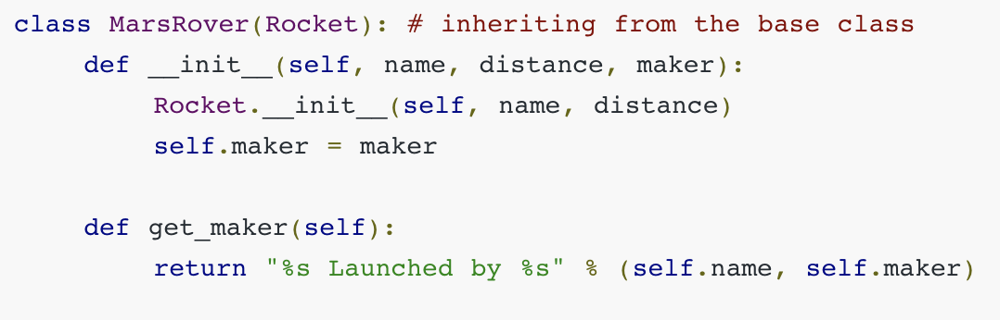 class MarsRover(Rocket): # inheriting from the base class
    def __init__(self, name, distance, maker):
        Rocket.__init__(self, name, distance)
        self.maker = maker

    def get_maker(self):
        return "%s Launched by %s" % (self.name, self.maker)